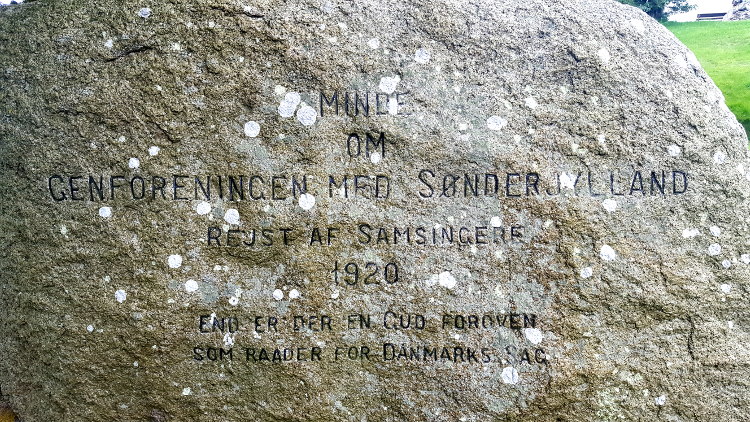 MINDE
OM
GENFORENINGEN MED SØNDERJYLLAND
REJST AF SAMSINGERE
1920
END ER DER EN GUD FOROVEN
SOM RAADER FOR DANMARKS SAG